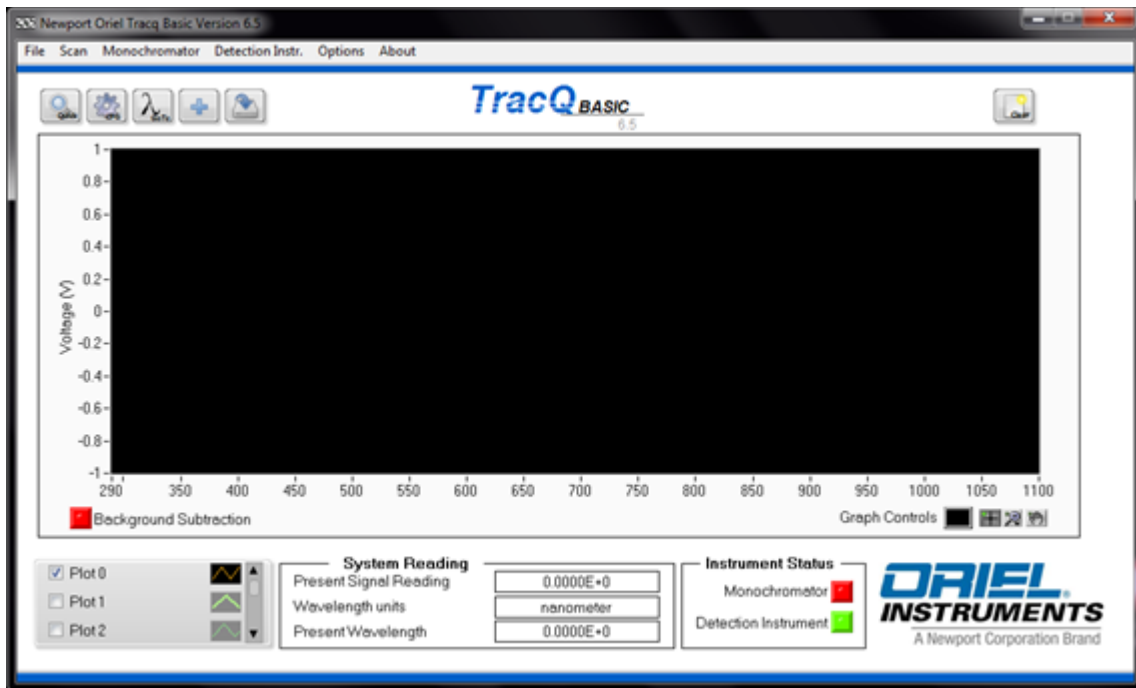 Newport Oriel Tracq Basic Version 6.5
File Scan Monochromator Detection Instr. Options About
TracQ BASIC
6.5
1
0.8
0.6
0.4
0.2
0
-0.2
-0.4
-0.6
-0.8
-1
Voltage (V)
290 350 400 450 500 550 600 650 700 750 800 850 900 950 1000 1050 1100
Background Subtraction
Graph Controls
Plot 0
Plot 1
Plot 2
System Reading
Present Signal Reading 0.0000E+0
Wavelength units nanometer
Present Wavelength 0.0000E+0
Instrument Status
Monochromator
Detection Instrument
ORIEL
INSTRUMENTS
A Newport Corporation Brand